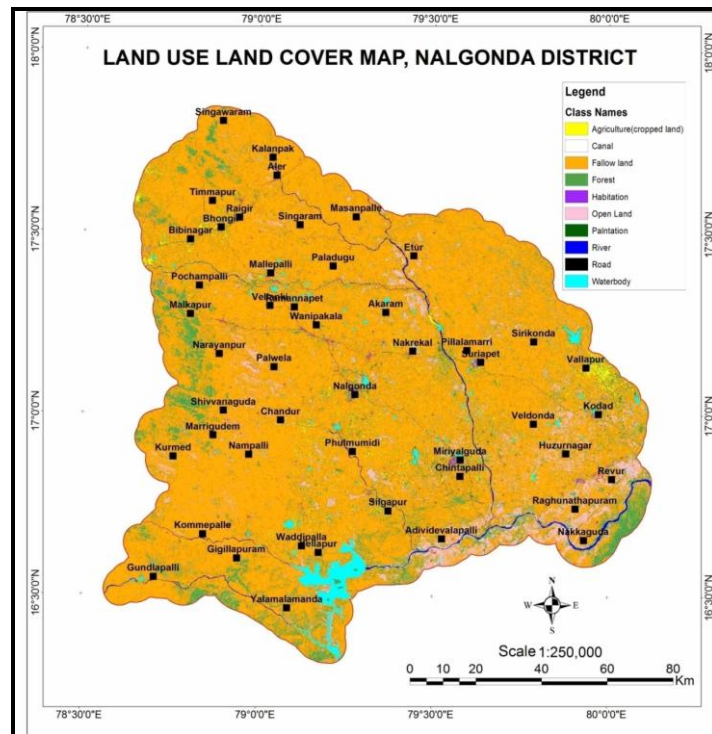 78°30'0"E
79°0'0"E
79°30'0"E
80°0'0"E
18°0'0"N
18°0'0"N
LAND USE LAND COVER MAP, NALGONDA DISTRICT
Legend
Class Names
Agriculture(cropped land)
Canal
Fallow land
Forest
Habitation
Open Land
Palntation
River
Road
Waterbody
Singawaram
Kalanpak
Aler
Timmapur
Raigir
Masanpalle
Bhongir
Singaram
Bibinagar
17°30'0"N
17°30'0"N
Etur
Mallepalli
Paladugu
Pochampalli
Ramannapet
Malkapur
Wanipakala
Akaram
Sirikonda
Narayanpur
Nakrekal
Pillalamarri
Suriapet
Palwela
Vallapur
Nalgonda
17°0'0"N
17°0'0"N
Shivvanaguda
Chandur
Kodad
Marrigudem
Veldonda
Kurmed
Nampalli
Phulmumidi
Miriyalguda
Huzurnagar
Chintapalli
Revur
Silgapur
Raghunathapuram
Kommepalle
Adividevalapalli
Nakkaguda
Waddipalla
Gigillapuram
Gundlapalli
16°30'0"N
16°30'0"N
Yalamalamanda
N
W
E
S
Scale 1:250,000
0 10 20 40 60 80
Km
78°30'0"E
79°0'0"E
79°30'0"E
80°0'0"E